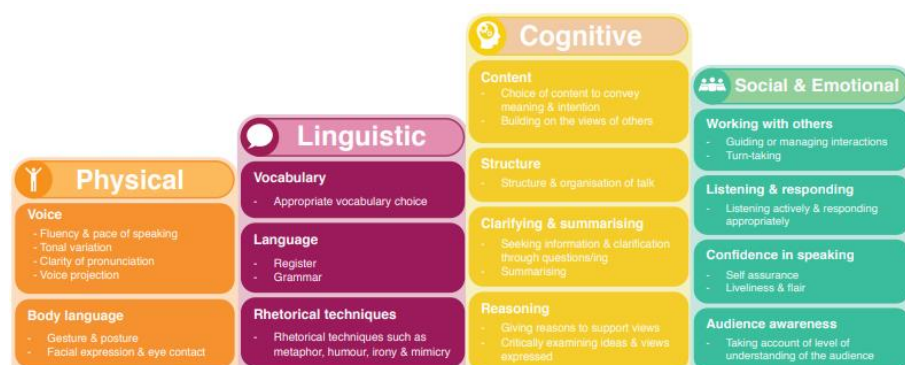 Physical
Voice
- Fluency & pace of speaking
- Tonal variation
- Clarity of pronunciation
- Voice projection
Body language
- Gesture & posture
- Facial expression & eye contact
Linguistic
Vocabulary
- Appropriate vocabulary choice
Language
- Register
- Grammar
Rhetorical techniques
- Rhetorical techniques such as
metaphor, humour, irony & mimicry
Cognitive
Content
- Choice of content to convey
meaning & intention
- Building on the views of others
Structure
- Structure & organisation of talk
Clarifying & summarising
- Seeking information & clarification
through questions/ing
- Summarising
Reasoning
- Giving reasons to support views
- Critically examining ideas & views
expressed
Social & Emotional
Working with others
- Guiding or managing interactions
- Turn-taking
Listening & responding
- Listening actively & responding
appropriately
Confidence in speaking
- Self assurance
- Liveliness & flair
Audience awareness
- Taking account of level of
understanding of the audience